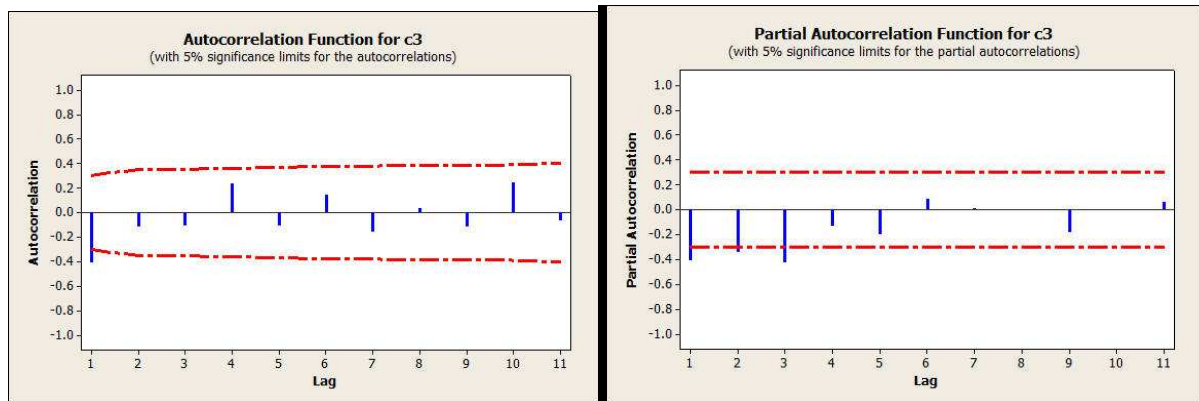 Autocorrelation Function for c3
(with 5% significance limits for the autocorrelations)
Autocorrelation
1.0
0.8
0.6
0.4
0.2
0.0
-0.2
-0.4
-0.6
-0.8
-1.0
1 2 3 4 5 6 7 8 9 10 11
Lag
Partial Autocorrelation Function for c3
(with 5% significance limits for the partial autocorrelations)
Partial Autocorrelation
1.0
0.8
0.6
0.4
0.2
0.0
-0.2
-0.4
-0.6
-0.8
-1.0
1 2 3 4 5 6 7 8 9 10 11
Lag